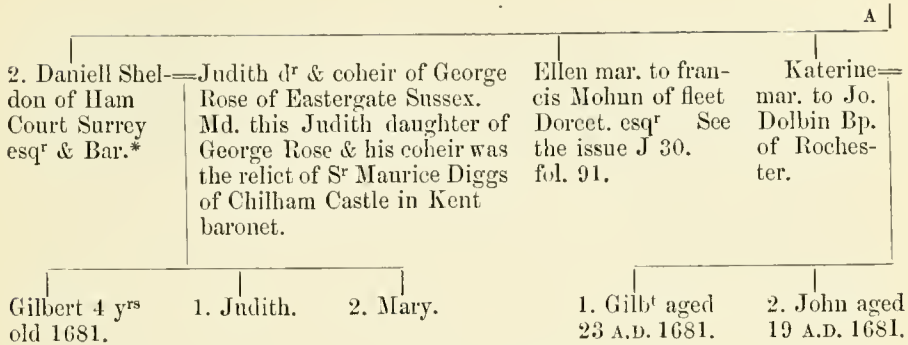 A
2. Daniell Shel-
don of Ham
Court Surrey
esqʳ & Bar.*
Judith dʳ & coheir of George
Rose of Eastergate Sussex.
Md. this Judith daughter of
George Rose & his coheir was
the relict of Sʳ Maurice Diggs
of Chilham Castle in Kent
baronet.
Ellen mar. to fran-
cis Mohun of fleet
Dorcet. esqʳ See
the issue J 30.
fol. 91.
Katerine
mar. to Jo.
Dolbin Bp.
of Roches-
ter.
Gilbert 4 yʳˢ
old 1681.
1. Judith.
2. Mary.
1. Gilbᵗ aged
23 A.D. 1681.
2. John aged
19 A.D. 1681.